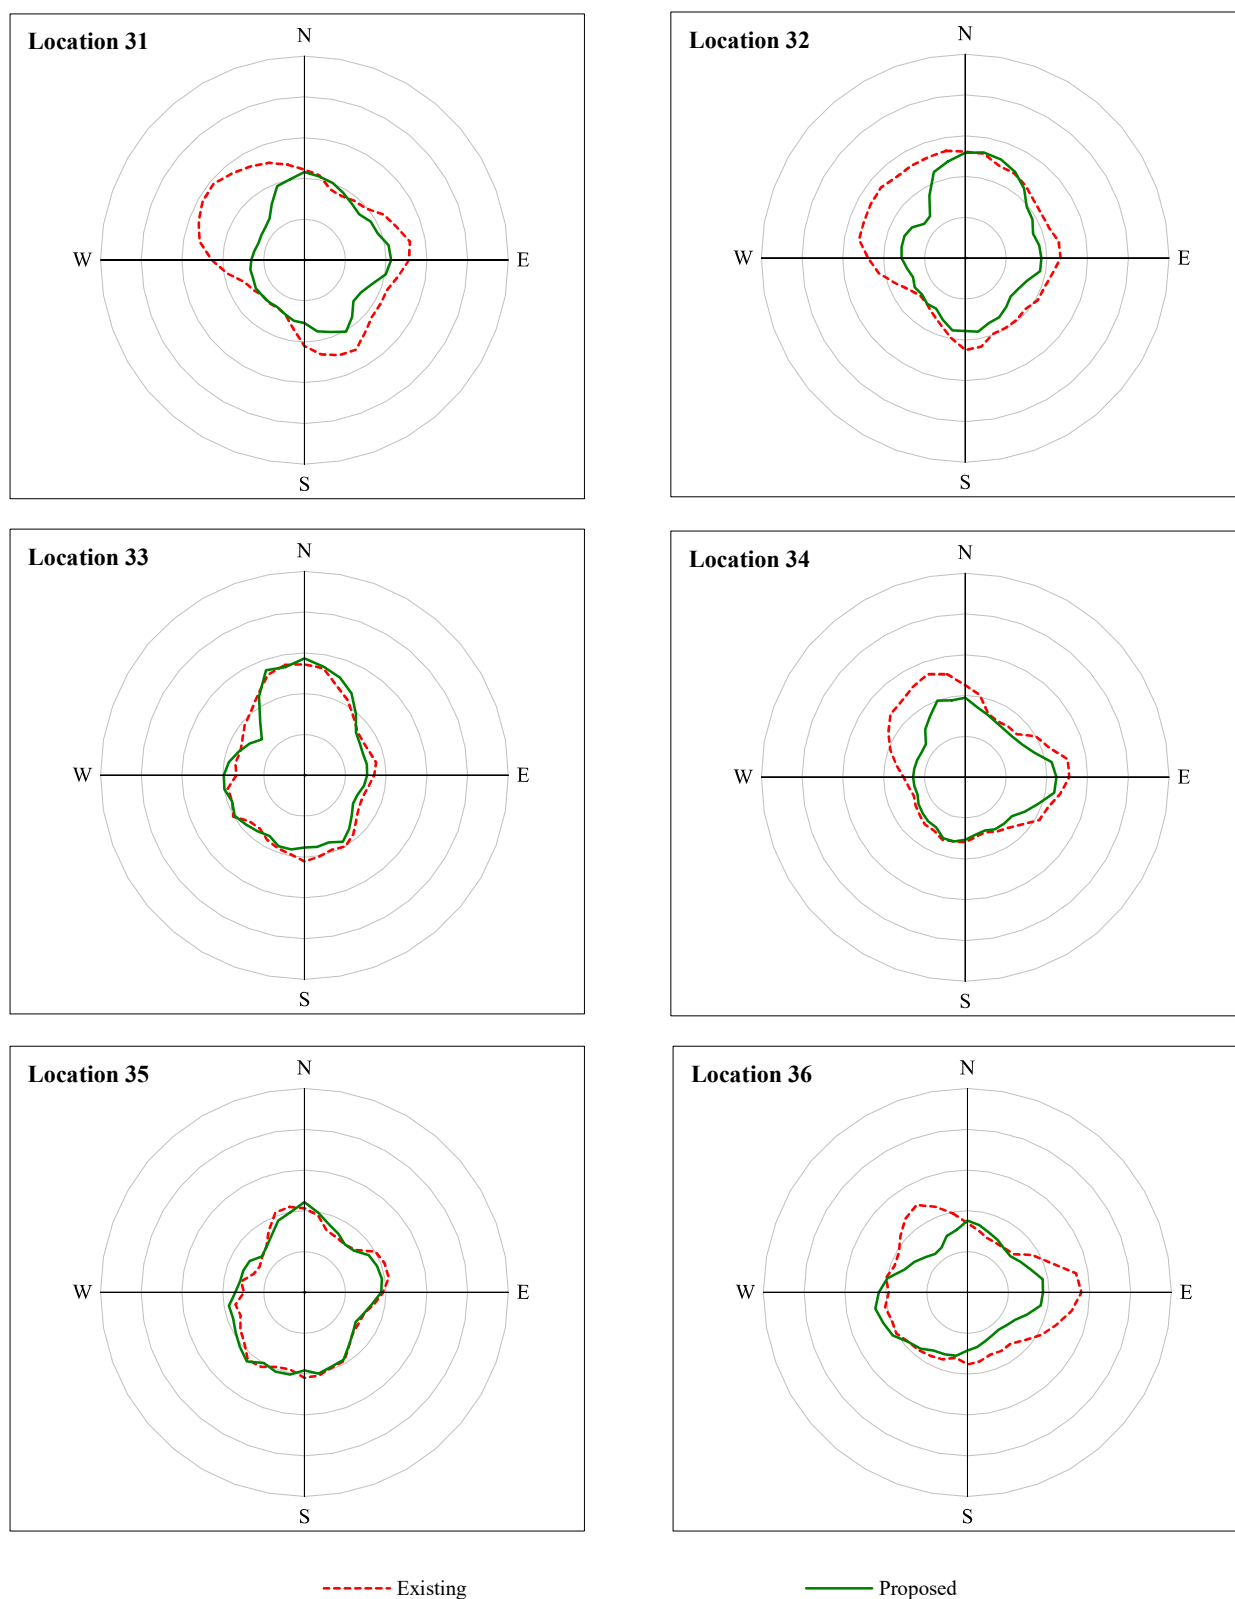 Location 31
N
W
E
S
Location 32
N
W
E
S
Location 33
N
W
E
S
Location 34
N
W
E
S
Location 35
N
W
E
S
Location 36
N
W
E
S
Existing
Proposed